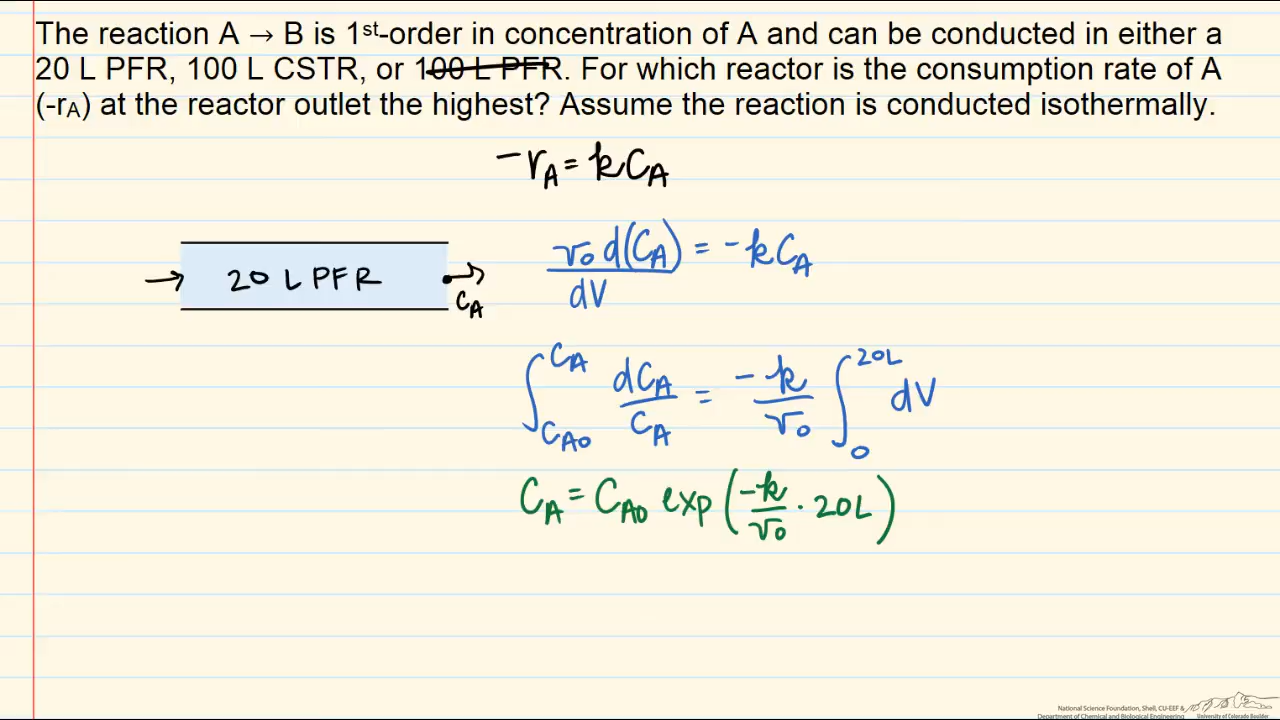 The reaction A → B is 1st-order in concentration of A and can be conducted in either a
20 L PFR, 100 L CSTR, or 100 L PFR. For which reactor is the consumption rate of A
(-rA) at the reactor outlet the highest? Assume the reaction is conducted isothermally.
-rA = kCA
v0 d(CA)/dV = -kCA
20 L PFR
CA
∫CA0^CA dCA/CA = -k/v0 ∫0^20L dV
CA = CA0 exp(-k/v0 · 20L)
National Science Foundation, Shell, CU-EEF &
Department of Chemical and Biological Engineering University of Colorado Boulder